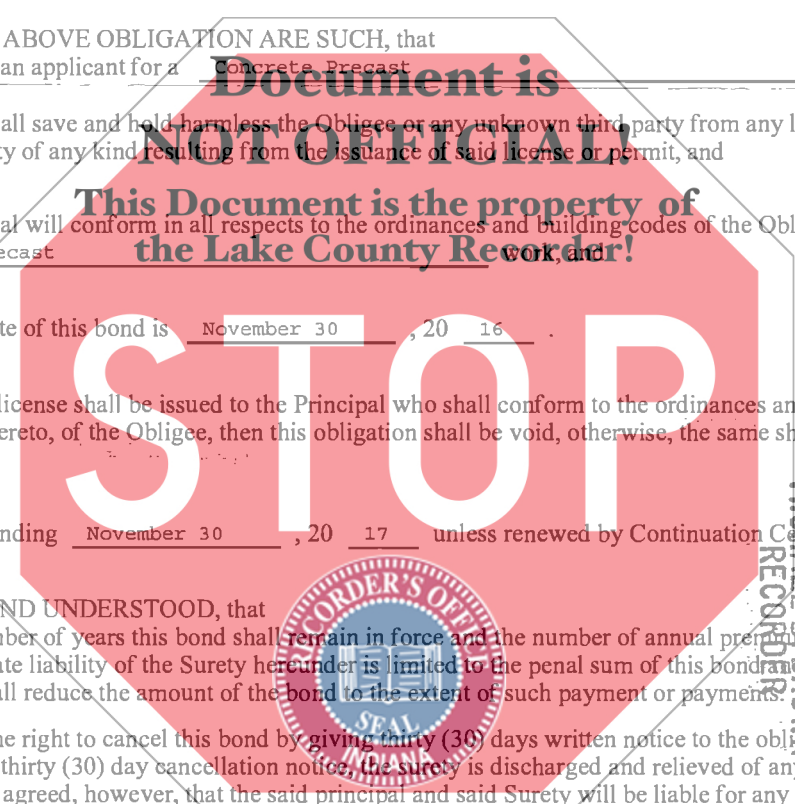 ABOVE OBLIGATION ARE SUCH, that
an applicant for a Concrete Precast
Document is
all save and hold harmless the Obligee or any unknown third party from any l
NOT OFFICIAL!
ty of any kind resulting from the issuance of said license or permit, and
This Document is the property of
al will conform in all respects to the ordinances and building codes of the Obl
the Lake County Recorder!
ecast work, and
te of this bond is November 30, 20 16.
STOP
license shall be issued to the Principal who shall conform to the ordinances an
ereto, of the Obligee, then this obligation shall be void, otherwise, the same sh
nding November 30, 20 17 unless renewed by Continuation Ce
RECORDER
ND UNDERSTOOD, that
RECORDER'S OFFI
nber of years this bond shall remain in force and the number of annual premiu
ate liability of the Surety hereunder is limited to the penal sum of this bond and
all reduce the amount of the bond to the extent of such payment or payments.
SEAL
he right to cancel this bond by giving thirty (30) days written notice to the obli
thirty (30) day cancellation notice, the surety is discharged and relieved of any
agreed, however, that the said principal and said Surety will be liable for any